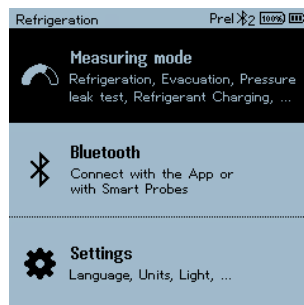 Refrigeration Prel 2 100%
Measuring mode
Refrigeration, Evacuation, Pressure
leak test, Refrigerant Charging, ...
Bluetooth
Connect with the App or
with Smart Probes
Settings
Language, Units, Light, ...